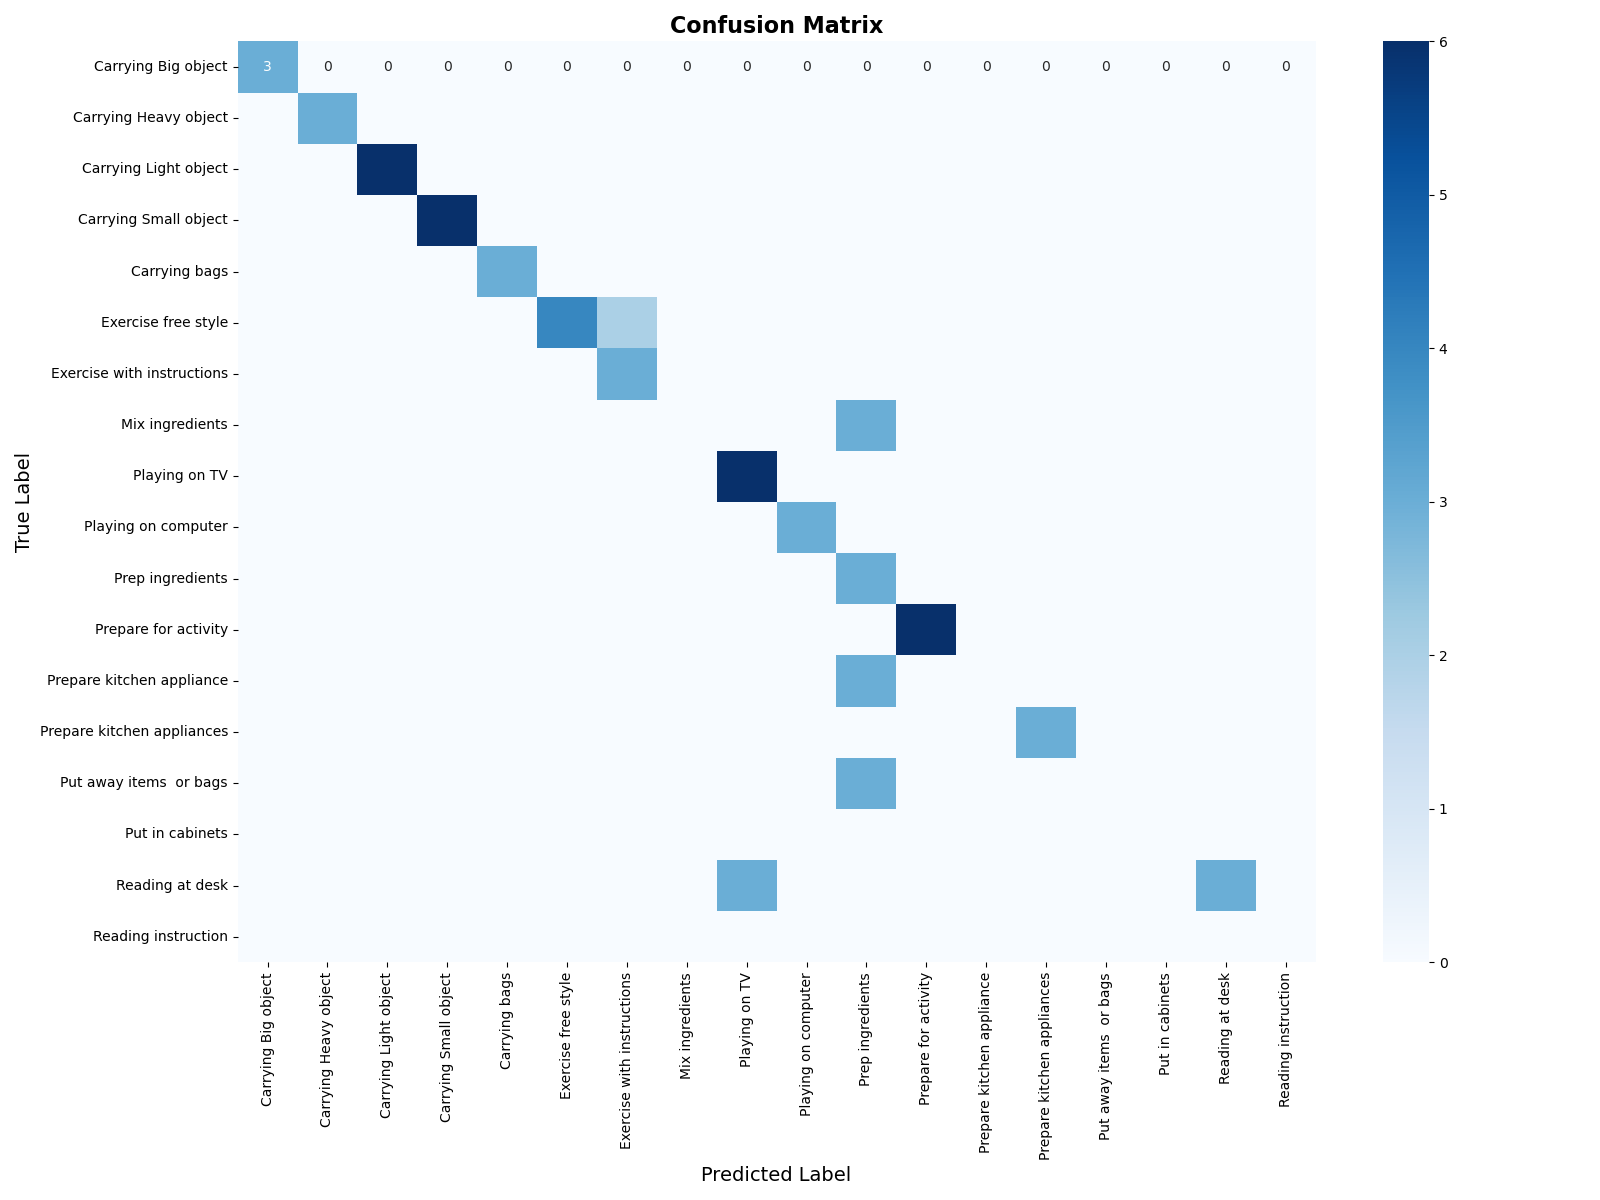 Confusion Matrix
Carrying Big object
3 0 0 0 0 0 0 0 0 0 0 0 0 0 0 0 0 0
Carrying Heavy object
Carrying Light object
Carrying Small object
Carrying bags
Exercise free style
Exercise with instructions
Mix ingredients
Playing on TV
Playing on computer
Prep ingredients
Prepare for activity
Prepare kitchen appliance
Prepare kitchen appliances
Put away items  or bags
Put in cabinets
Reading at desk
Reading instruction
True Label
Carrying Big object
Carrying Heavy object
Carrying Light object
Carrying Small object
Carrying bags
Exercise free style
Exercise with instructions
Mix ingredients
Playing on TV
Playing on computer
Prep ingredients
Prepare for activity
Prepare kitchen appliance
Prepare kitchen appliances
Put away items  or bags
Put in cabinets
Reading at desk
Reading instruction
Predicted Label
6
5
4
3
2
1
0